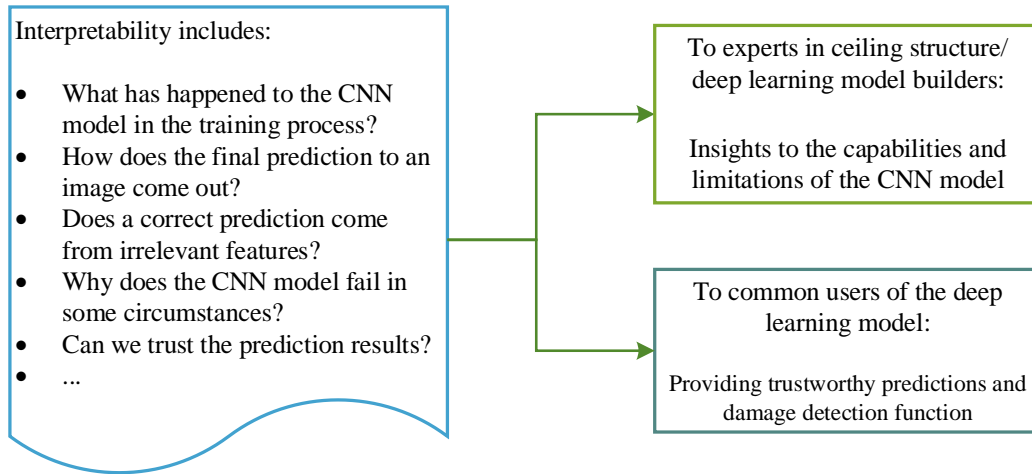 Interpretability includes:
• What has happened to the CNN
model in the training process?
• How does the final prediction to an
image come out?
• Does a correct prediction come
from irrelevant features?
• Why does the CNN model fail in
some circumstances?
• Can we trust the prediction results?
• ...
To experts in ceiling structure/
deep learning model builders:
Insights to the capabilities and
limitations of the CNN model
To common users of the deep
learning model:
Providing trustworthy predictions and
damage detection function